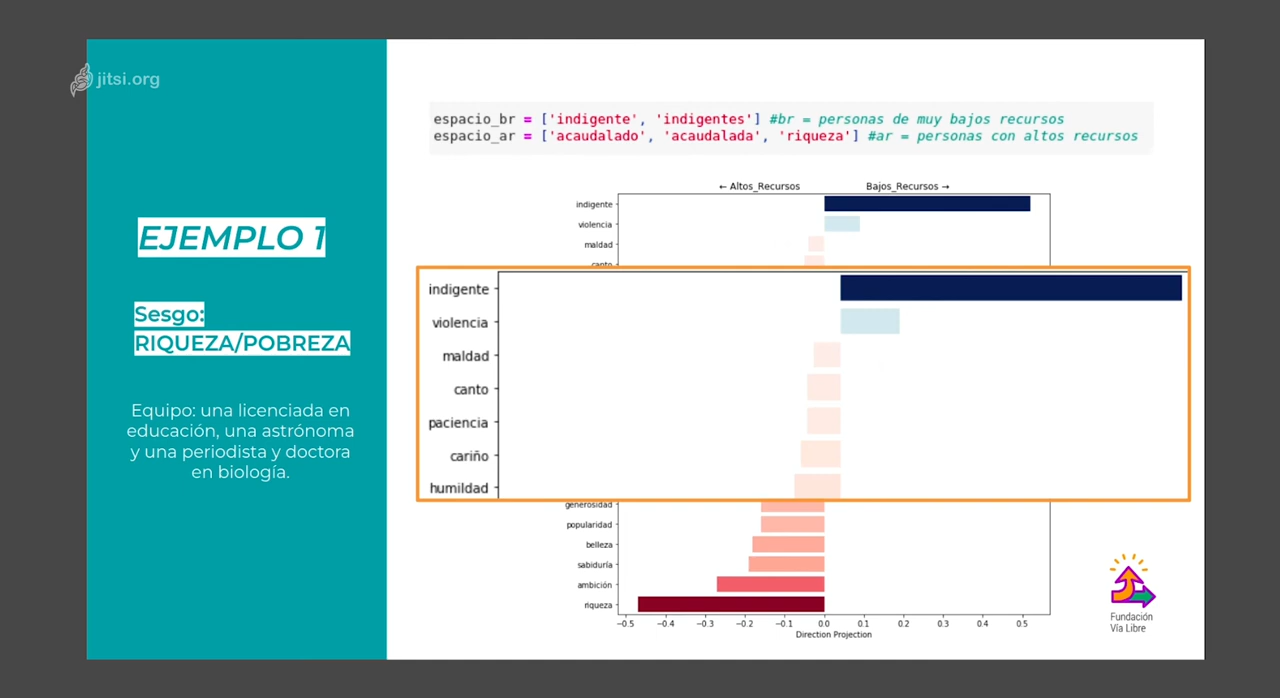 jitsi.org
EJEMPLO 1
Sesgo:
RIQUEZA/POBREZA
Equipo: una licenciada en
educación, una astrónoma
y una periodista y doctora
en biología.
espacio_br = ['indigente', 'indigentes'] #br = personas de muy bajos recursos
espacio_ar = ['acaudalado', 'acaudalada', 'riqueza'] #ar = personas con altos recursos
← Altos_Recursos
Bajos_Recursos →
indigente
violencia
maldad
canto
indigente
violencia
maldad
canto
paciencia
cariño
humildad
generosidad
popularidad
belleza
sabiduría
ambición
riqueza
−0.5 −0.4 −0.3 −0.2 −0.1 0.0 0.1 0.2 0.3 0.4 0.5
Direction Projection
Fundación
Vía Libre